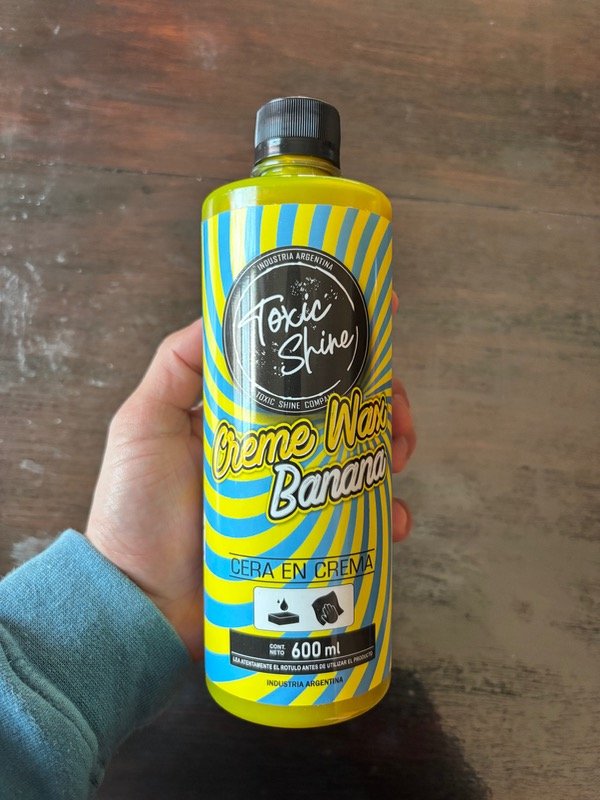 INDUSTRIA ARGENTINA
Toxic
Shine
TOXIC SHINE COMPA
Creme Wax
Banana
CERA EN CREMA
CONT. NETO 600 ml
LEA ATENTAMENTE EL ROTULO ANTES DE UTILIZAR EL PRODUCTO
INDUSTRIA ARGENTINA